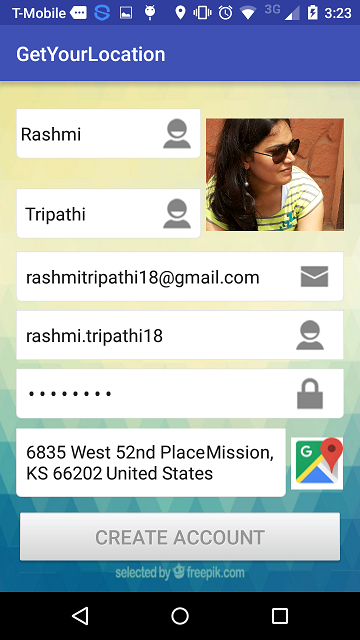 T-Mobile 3G 3:23
GetYourLocation
Rashmi
Tripathi
rashmitripathi18@gmail.com
rashmi.tripathi18
••••••••
6835 West 52nd PlaceMission,
KS 66202 United States
G
CREATE ACCOUNT
selected by freepik.com